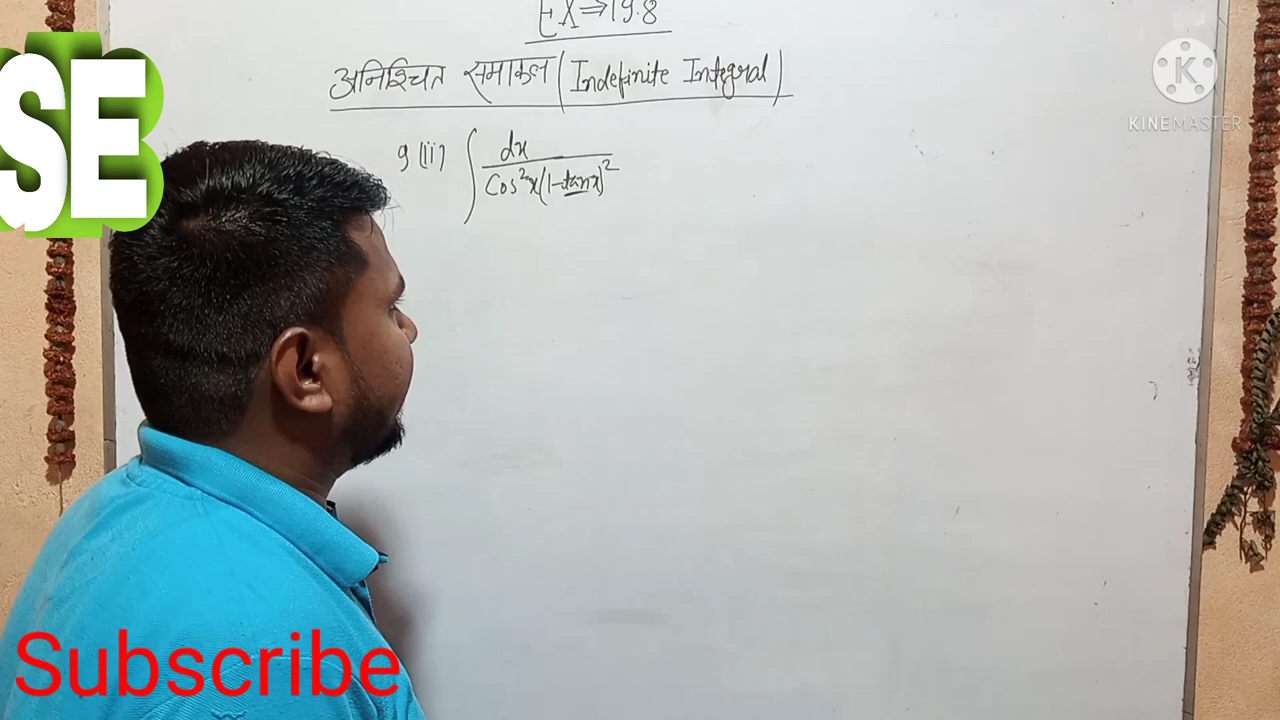 EX⇒19.8
अनिश्चित समाकल (Indefinite Integral)
9 (ii) ∫ dx / Cos²x(1-tanx)²
SE
KINEMASTER
Subscribe